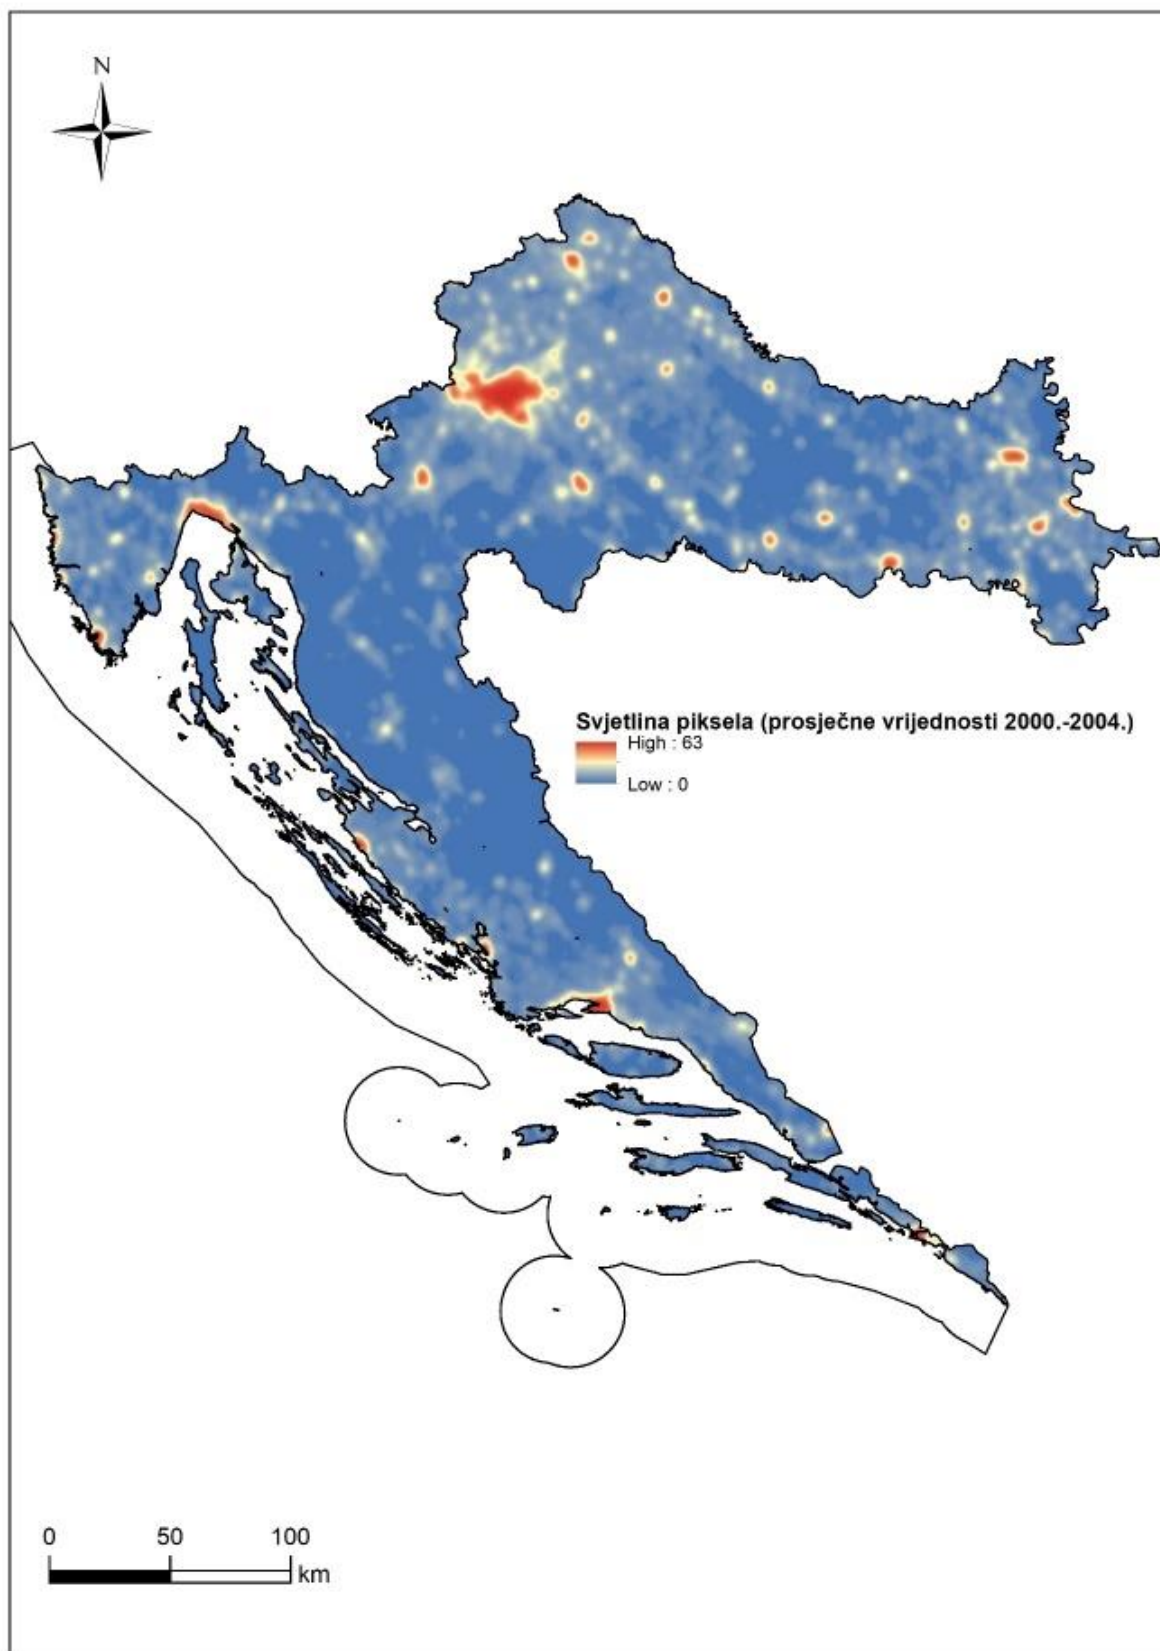 N
Svjetlina piksela (prosječne vrijednosti 2000.-2004.)
High : 63
Low : 0
0 50 100
km